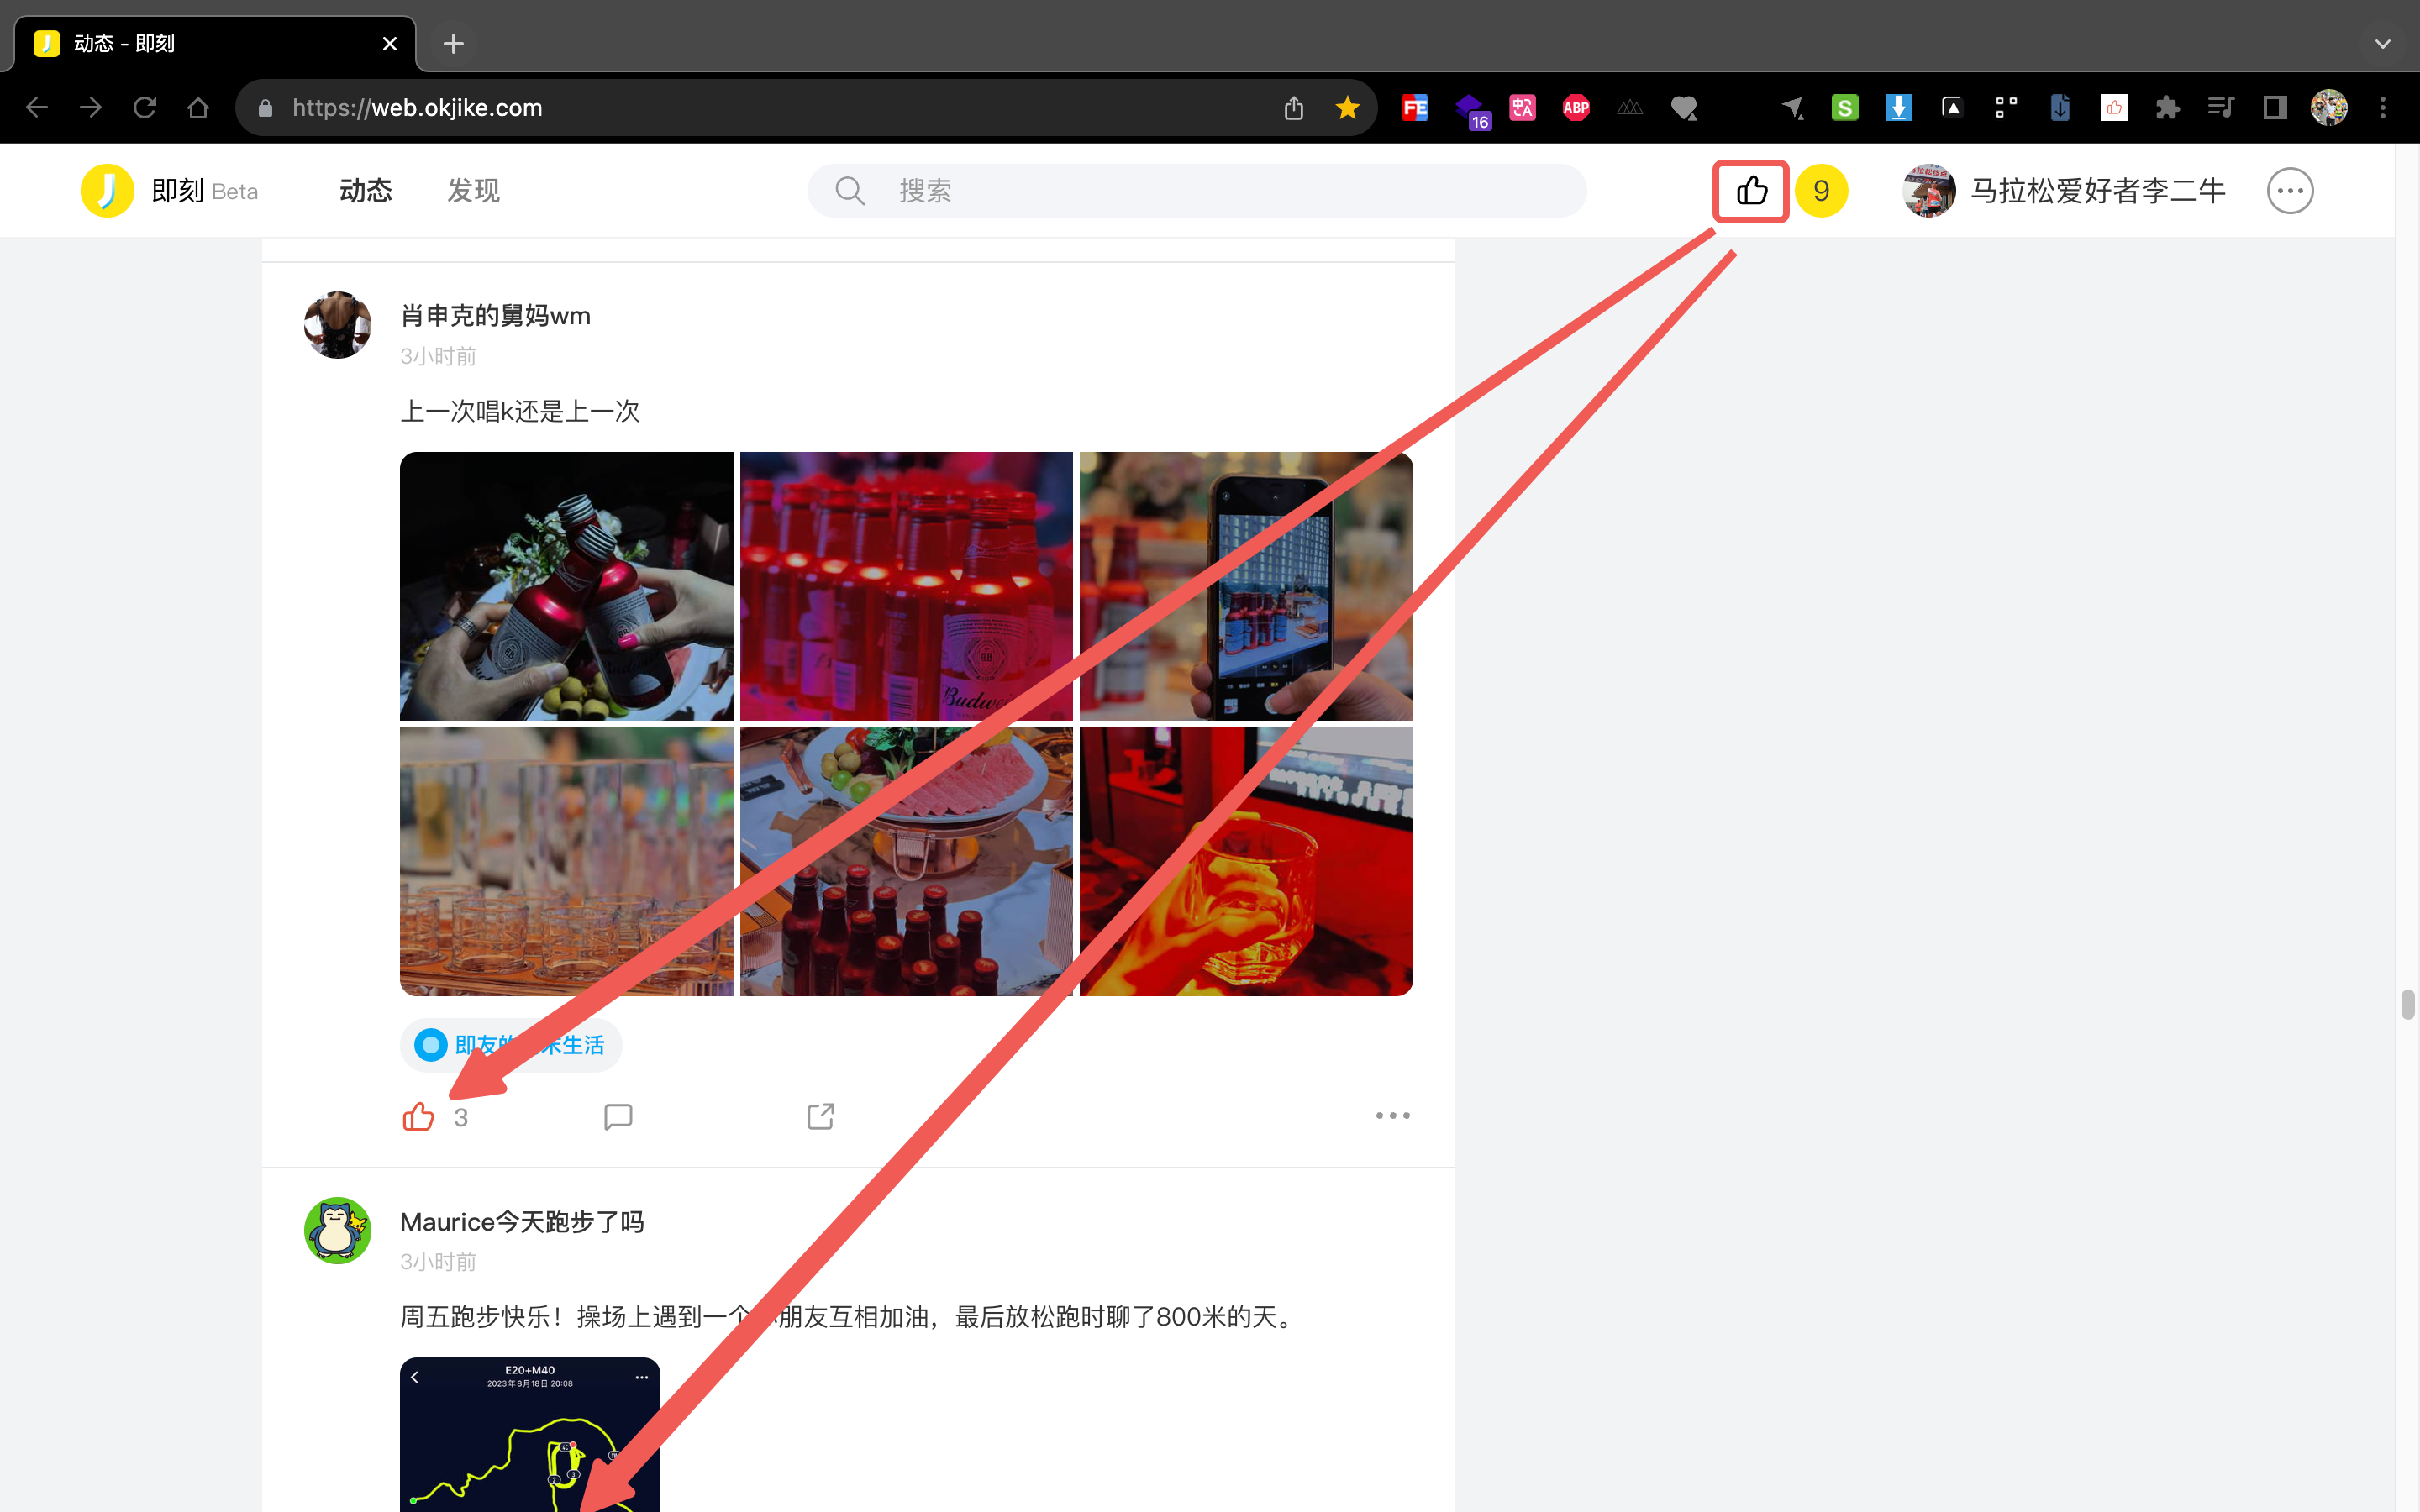 动态 - 即刻
https://web.okjike.com
FE
16
中A
ABP
S
即刻 Beta
动态
发现
搜索
9
马拉松爱好者李二牛
肖申克的舅妈wm
3小时前
上一次唱k还是上一次
即友的
末生活
3
Maurice今天跑步了吗
3小时前
周五跑步快乐！操场上遇到一个
朋友互相加油，最后放松跑时聊了800米的天。
E20+M40
2023年8月18日 20:08